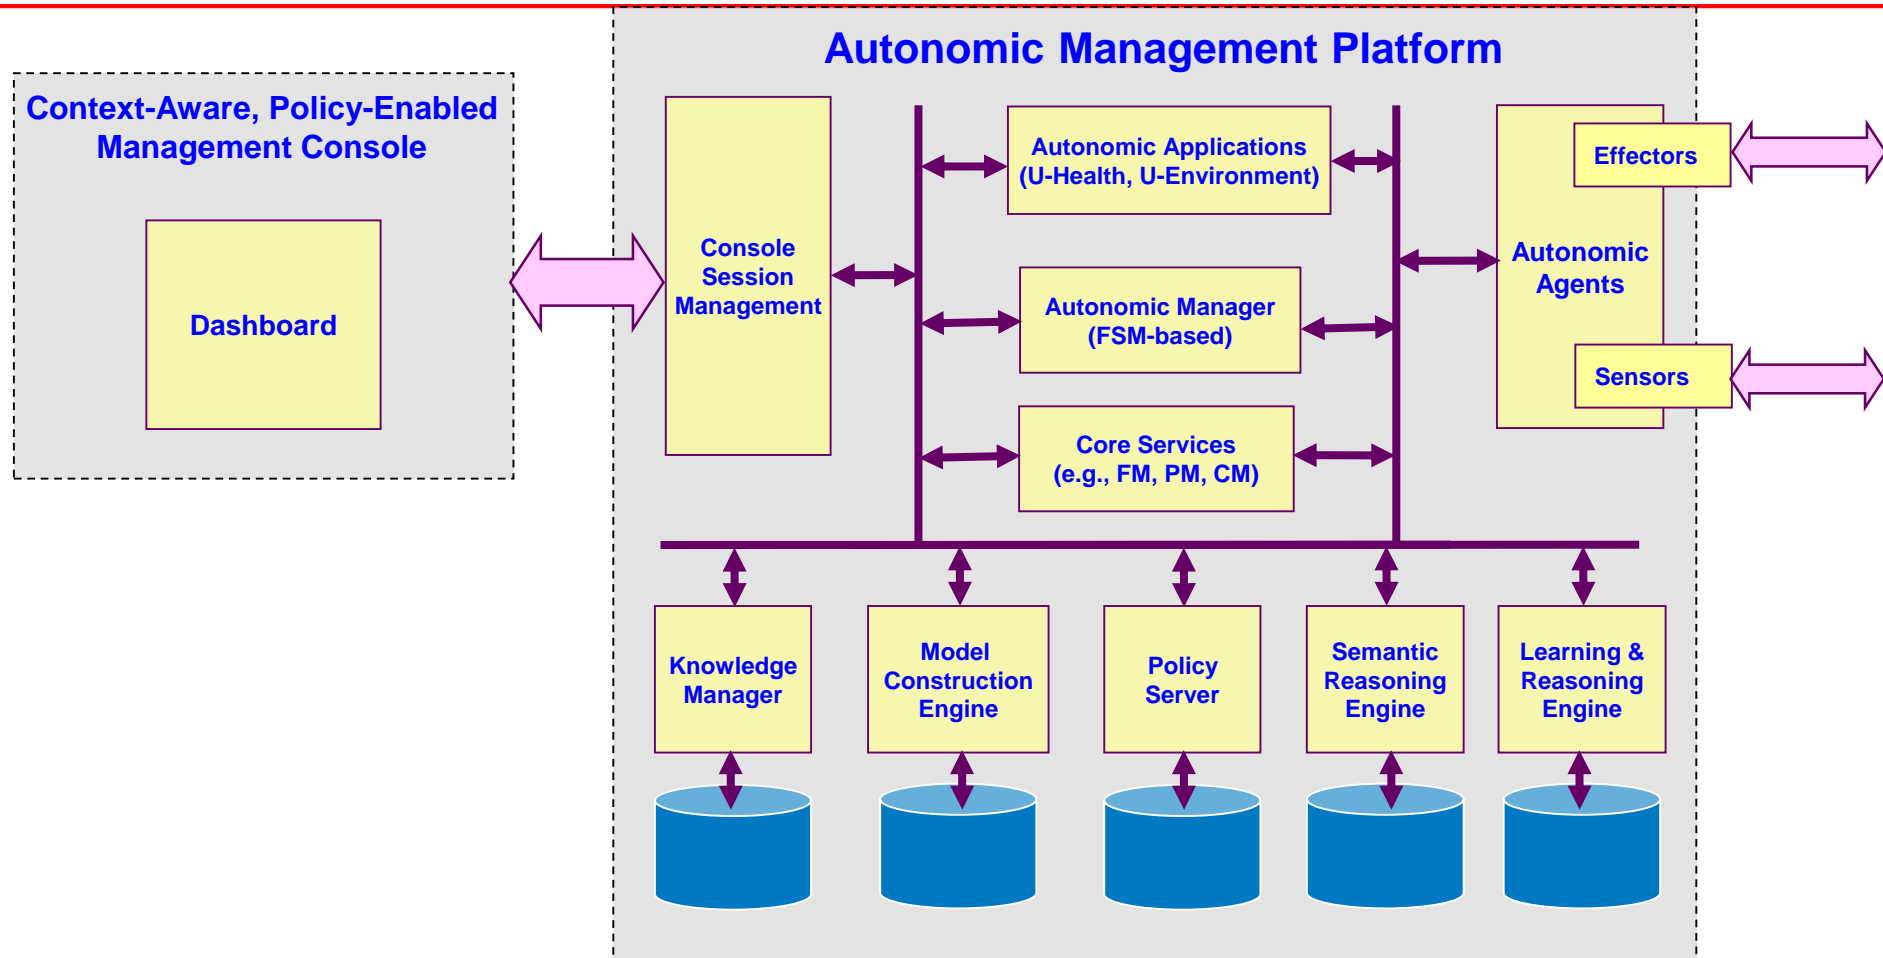 Autonomic Management Platform
Context-Aware, Policy-Enabled
Management Console
Dashboard
Console
Session
Management
Autonomic Applications
(U-Health, U-Environment)
Autonomic Manager
(FSM-based)
Core Services
(e.g., FM, PM, CM)
Effectors
Autonomic
Agents
Sensors
Knowledge
Manager
Model
Construction
Engine
Policy
Server
Semantic
Reasoning
Engine
Learning &
Reasoning
Engine